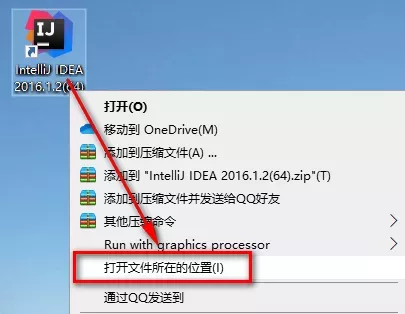 IJ
IntelliJ IDEA
2016.1.2(64)
打开(O)
移动到 OneDrive(M)
添加到压缩文件(A) ...
添加到 "IntelliJ IDEA 2016.1.2(64).zip"(T)
添加到压缩文件并发送给QQ好友
其他压缩命令
Run with graphics processor
打开文件所在的位置(I)
通过QQ发送到